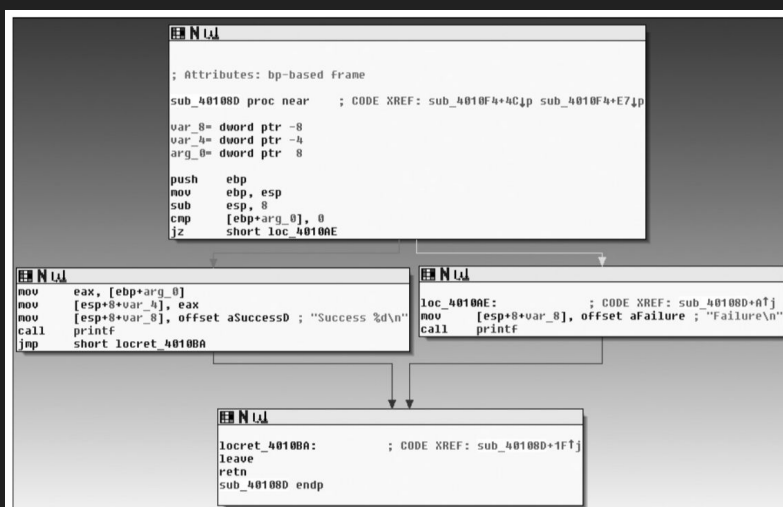 ; Attributes: bp-based frame
sub_40108D proc near ; CODE XREF: sub_4010F4+4C↓p sub_4010F4+E7↓p
var_8= dword ptr -8
var_4= dword ptr -4
arg_0= dword ptr 8
push ebp
mov ebp, esp
sub esp, 8
cmp [ebp+arg_0], 0
jz short loc_4010AE
mov eax, [ebp+arg_0]
mov [esp+8+var_4], eax
mov [esp+8+var_8], offset aSuccessD ; "Success %d\n"
call printf
jmp short locret_4010BA
loc_4010AE: ; CODE XREF: sub_40108D+A↑j
mov [esp+8+var_8], offset aFailure ; "Failure\n"
call printf
locret_4010BA: ; CODE XREF: sub_40108D+1F↑j
leave
retn
sub_40108D endp